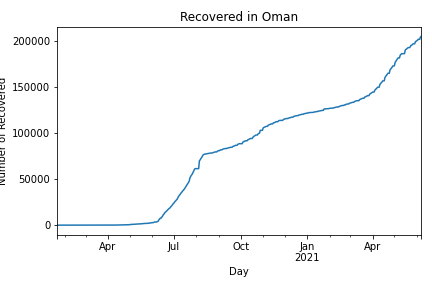 Recovered in Oman
Number of Recovered
200000
150000
100000
50000
0
Apr
Jul
Oct
Jan
2021
Apr
Day